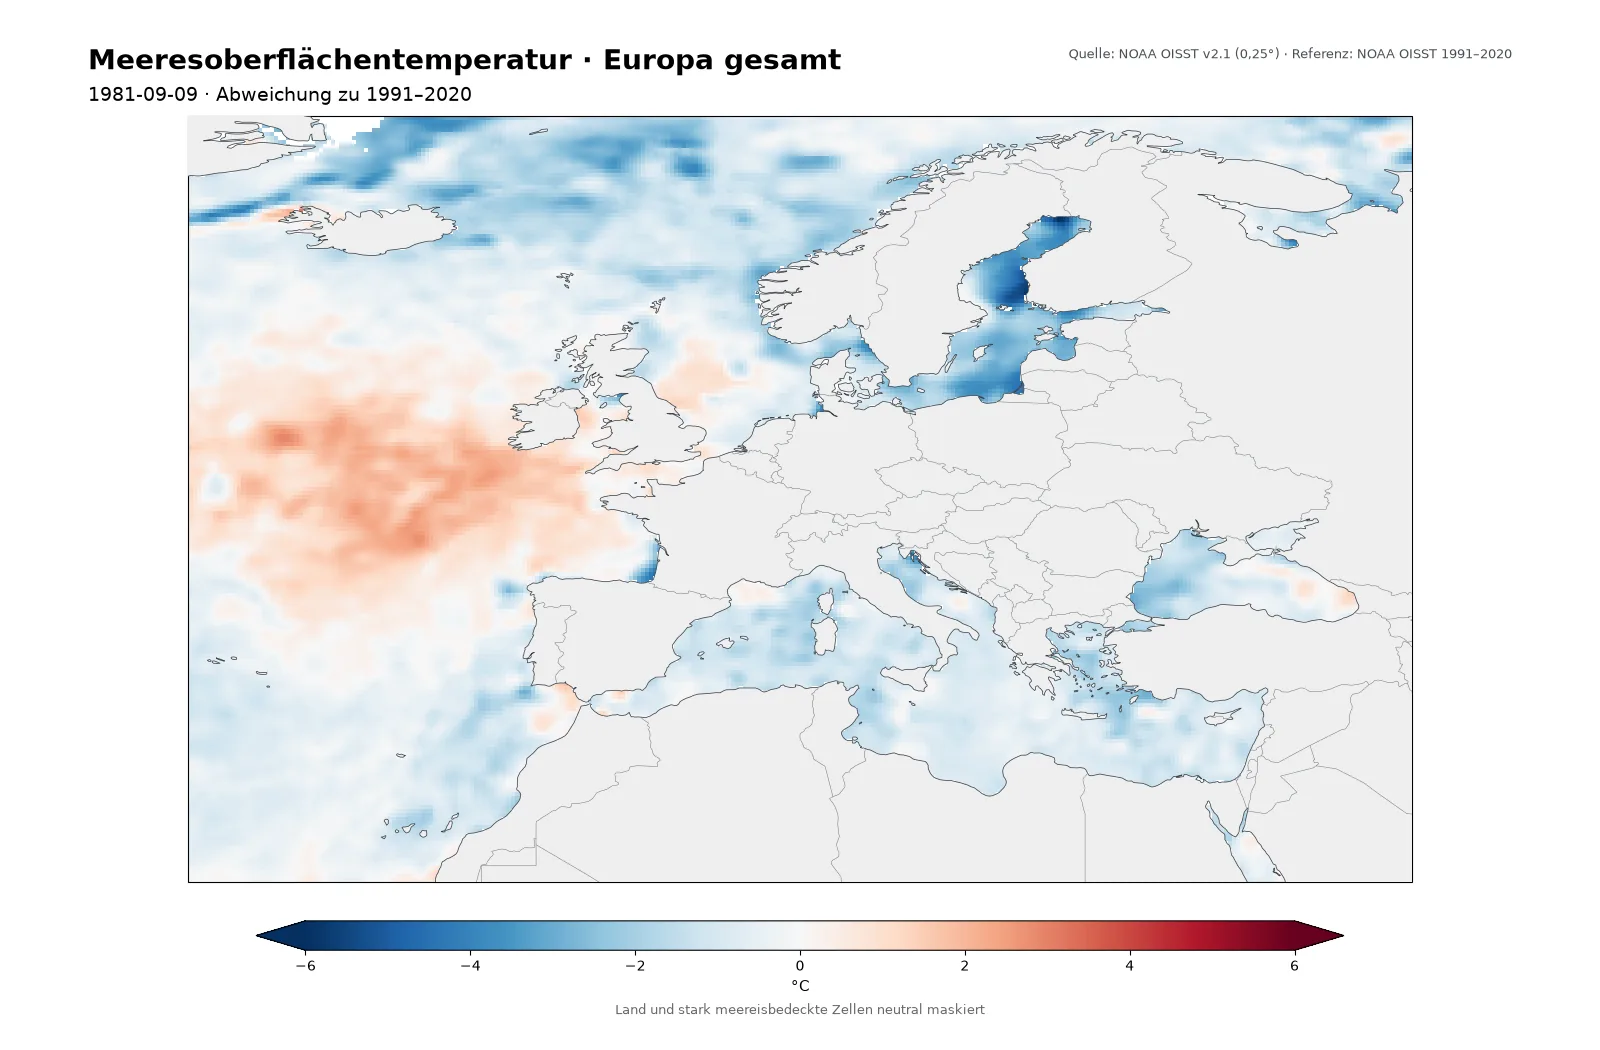 Meeresoberflächentemperatur · Europa gesamt
Quelle: NOAA OISST v2.1 (0,25°) · Referenz: NOAA OISST 1991–2020
1981-09-09 · Abweichung zu 1991–2020
−6 −4 −2 0 2 4 6
°C
Land und stark meereisbedeckte Zellen neutral maskiert